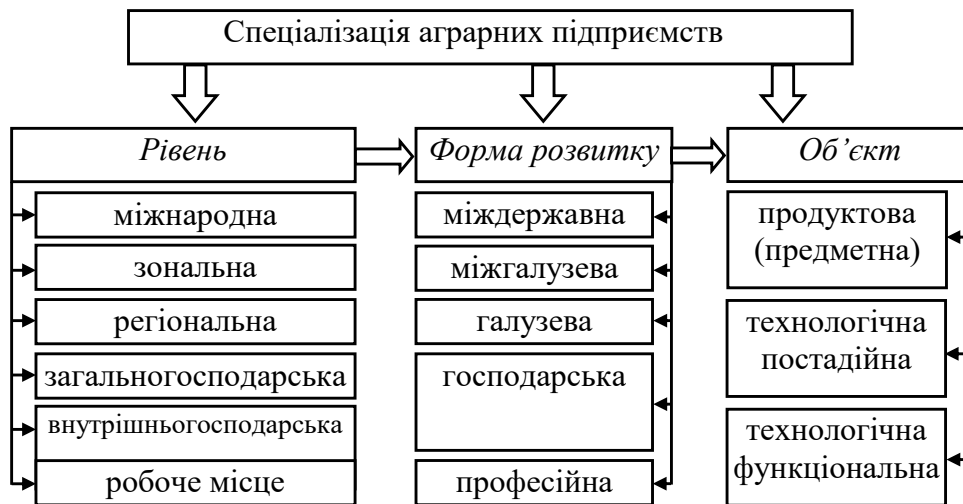 Спеціалізація аграрних підприємств
Рівень
Форма розвитку
Об’єкт
міжнародна
зональна
регіональна
загальногосподарська
внутрішньогосподарська
робоче місце
міждержавна
міжгалузева
галузева
господарська
професійна
продуктова
(предметна)
технологічна
постадійна
технологічна
функціональна